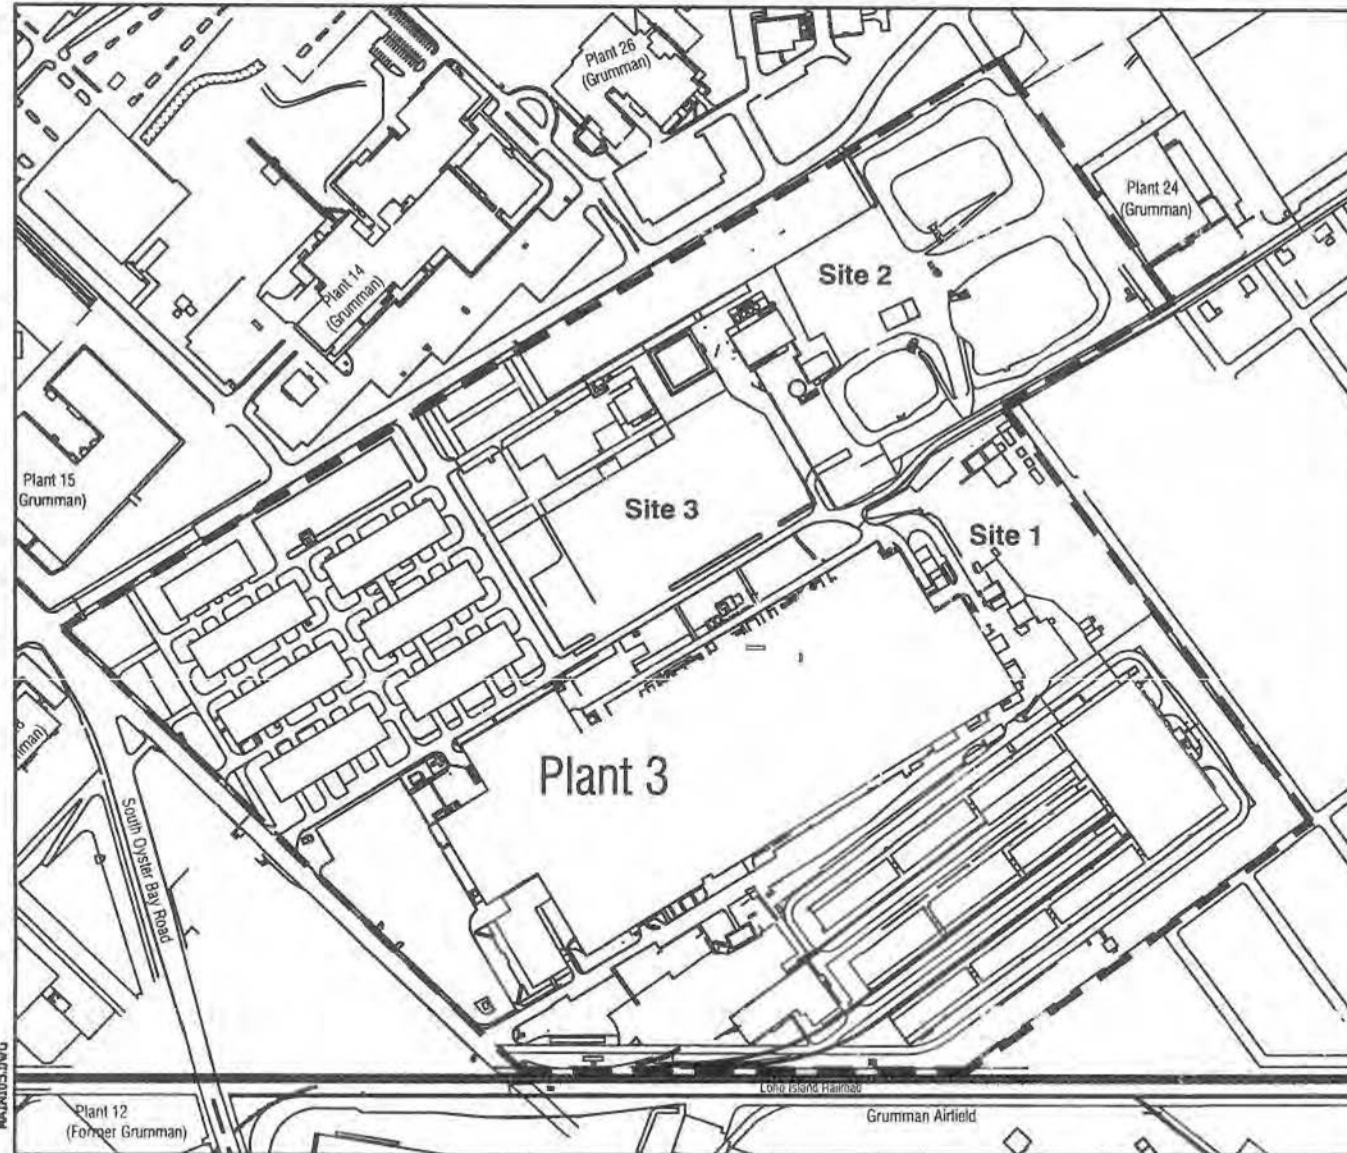 Plant 26
(Grumman)
Plant 24
(Grumman)
Site 2
Plant 14
(Grumman)
Plant 15
Grumman)
Site 3
Site 1
Plant 3
South Oyster Bay Road
Long Island Railroad
Plant 12
(Former Grumman)
Grumman Airfield